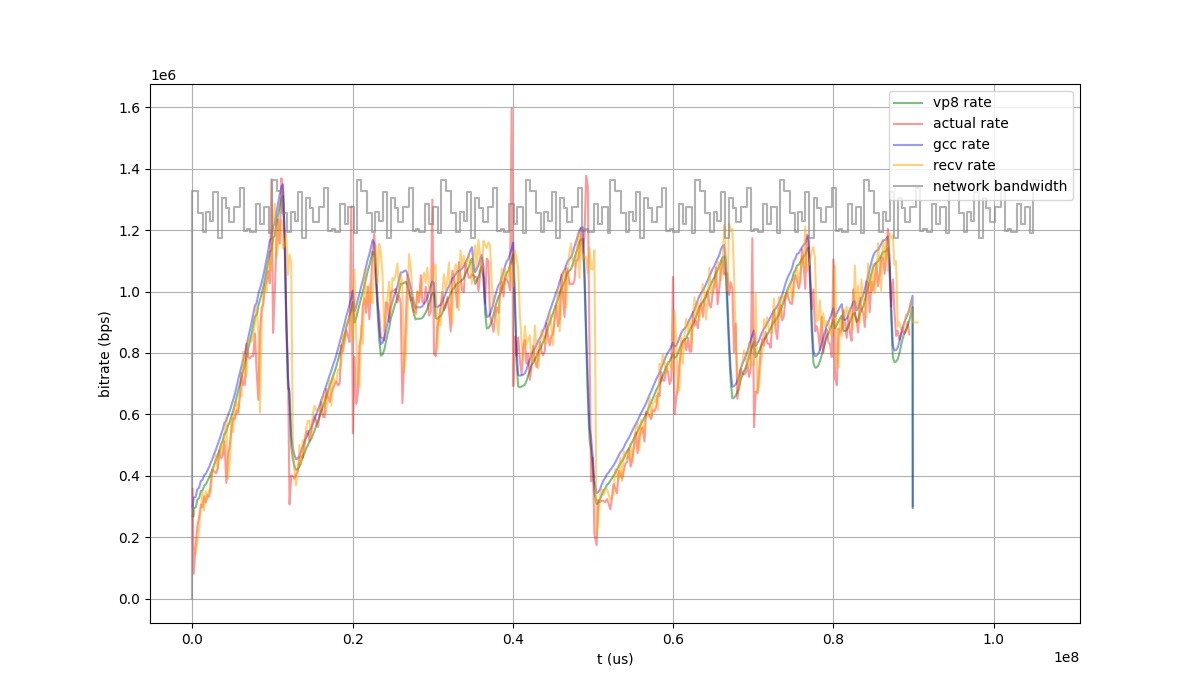 1e6
1.6
1.4
1.2
1.0
0.8
0.6
0.4
0.2
0.0
bitrate (bps)
vp8 rate
actual rate
gcc rate
recv rate
network bandwidth
0.0 0.2 0.4 0.6 0.8 1.0
t (us)
1e8